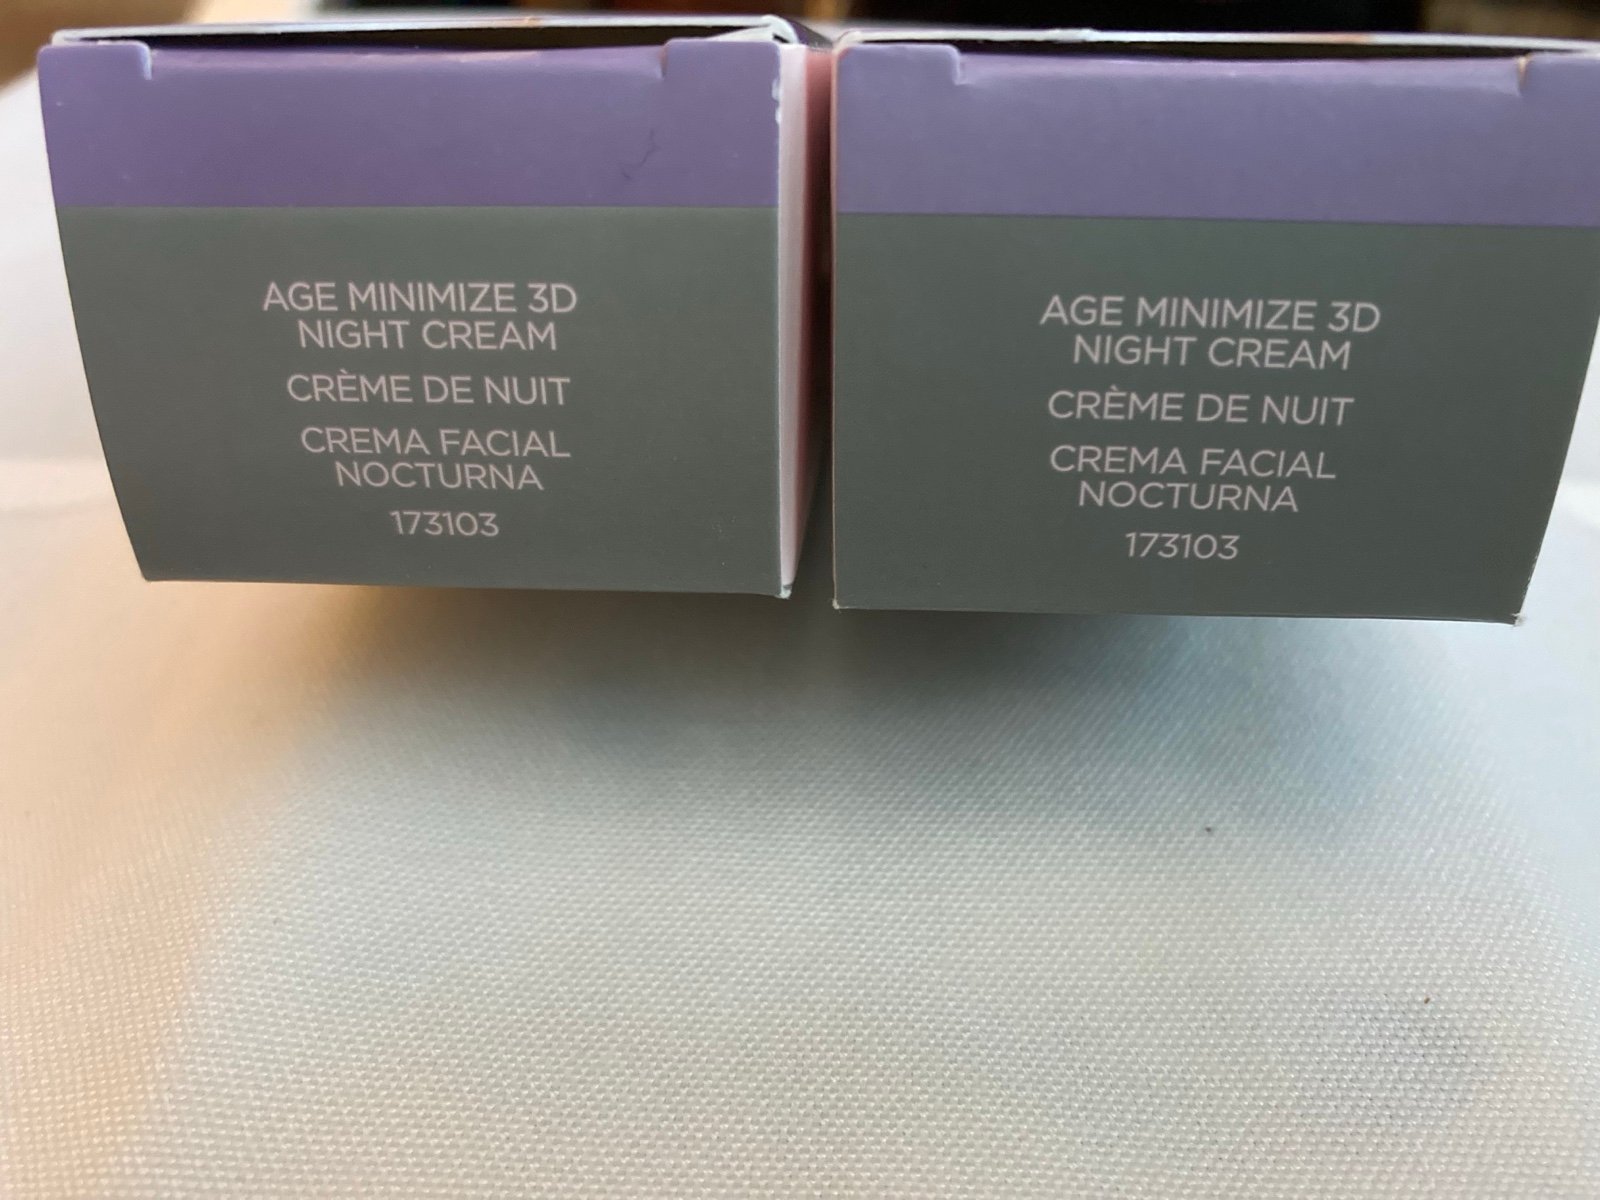 AGE MINIMIZE 3D
NIGHT CREAM
CRÈME DE NUIT
CREMA FACIAL
NOCTURNA
173103
AGE MINIMIZE 3D
NIGHT CREAM
CRÈME DE NUIT
CREMA FACIAL
NOCTURNA
173103